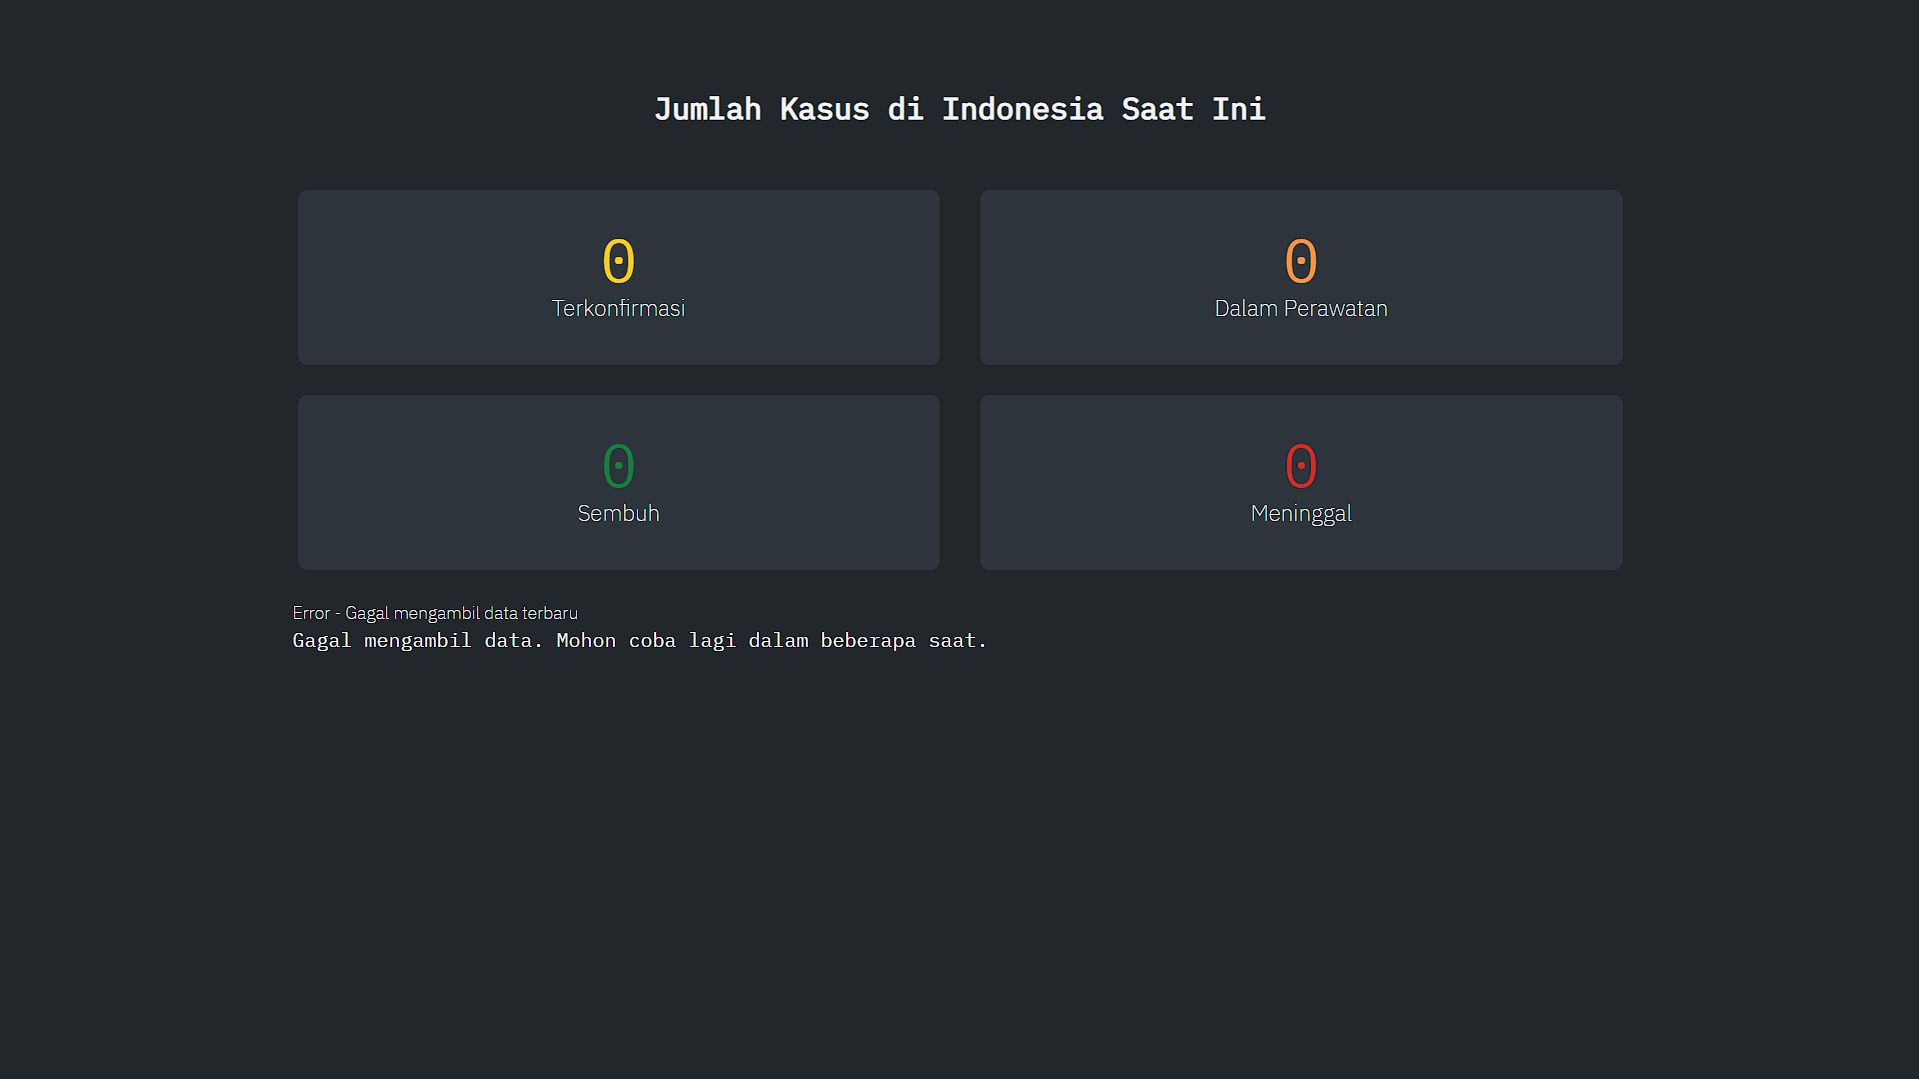 Jumlah Kasus di Indonesia Saat Ini
0
Terkonfirmasi
0
Dalam Perawatan
0
Sembuh
0
Meninggal
Error - Gagal mengambil data terbaru
Gagal mengambil data. Mohon coba lagi dalam beberapa saat.